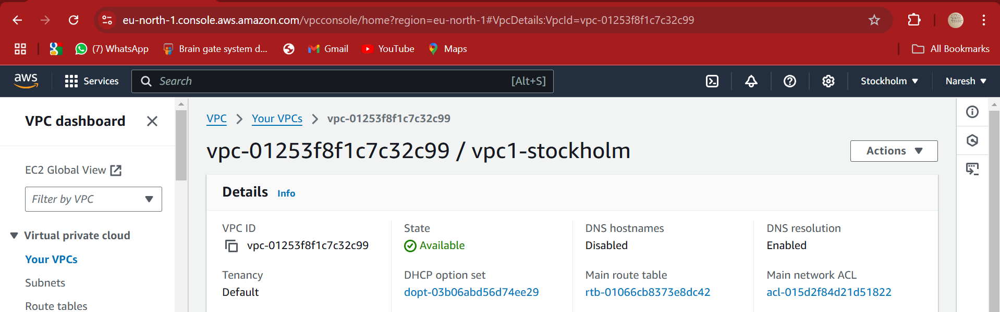 eu-north-1.console.aws.amazon.com/vpcconsole/home?region=eu-north-1#VpcDetails:VpcId=vpc-01253f8f1c7c32c99
(7) WhatsApp Brain gate system d... Gmail YouTube Maps All Bookmarks
aws Services Search [Alt+S] Stockholm Naresh
VPC dashboard
EC2 Global View
Filter by VPC
Virtual private cloud
Your VPCs
Subnets
Route tables
VPC > Your VPCs > vpc-01253f8f1c7c32c99
vpc-01253f8f1c7c32c99 / vpc1-stockholm
Actions
Details Info
VPC ID
vpc-01253f8f1c7c32c99
State
Available
DNS hostnames
Disabled
DNS resolution
Enabled
Tenancy
Default
DHCP option set
dopt-03b06abd56d74ee29
Main route table
rtb-01066cb8373e8dc42
Main network ACL
acl-015d2f84d21d51822